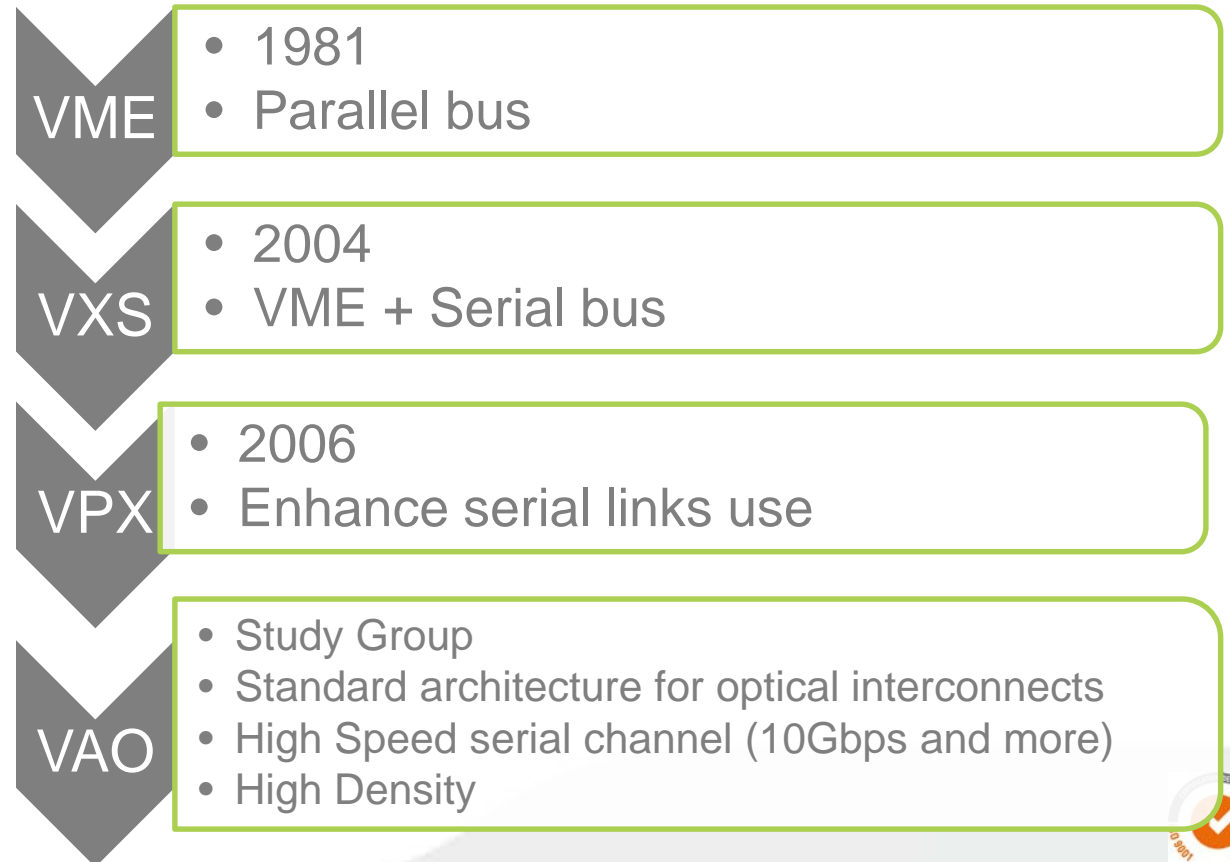 VME
• 1981
• Parallel bus
VXS
• 2004
• VME + Serial bus
VPX
• 2006
• Enhance serial links use
VAO
• Study Group
• Standard architecture for optical interconnects
• High Speed serial channel (10Gbps and more)
• High Density